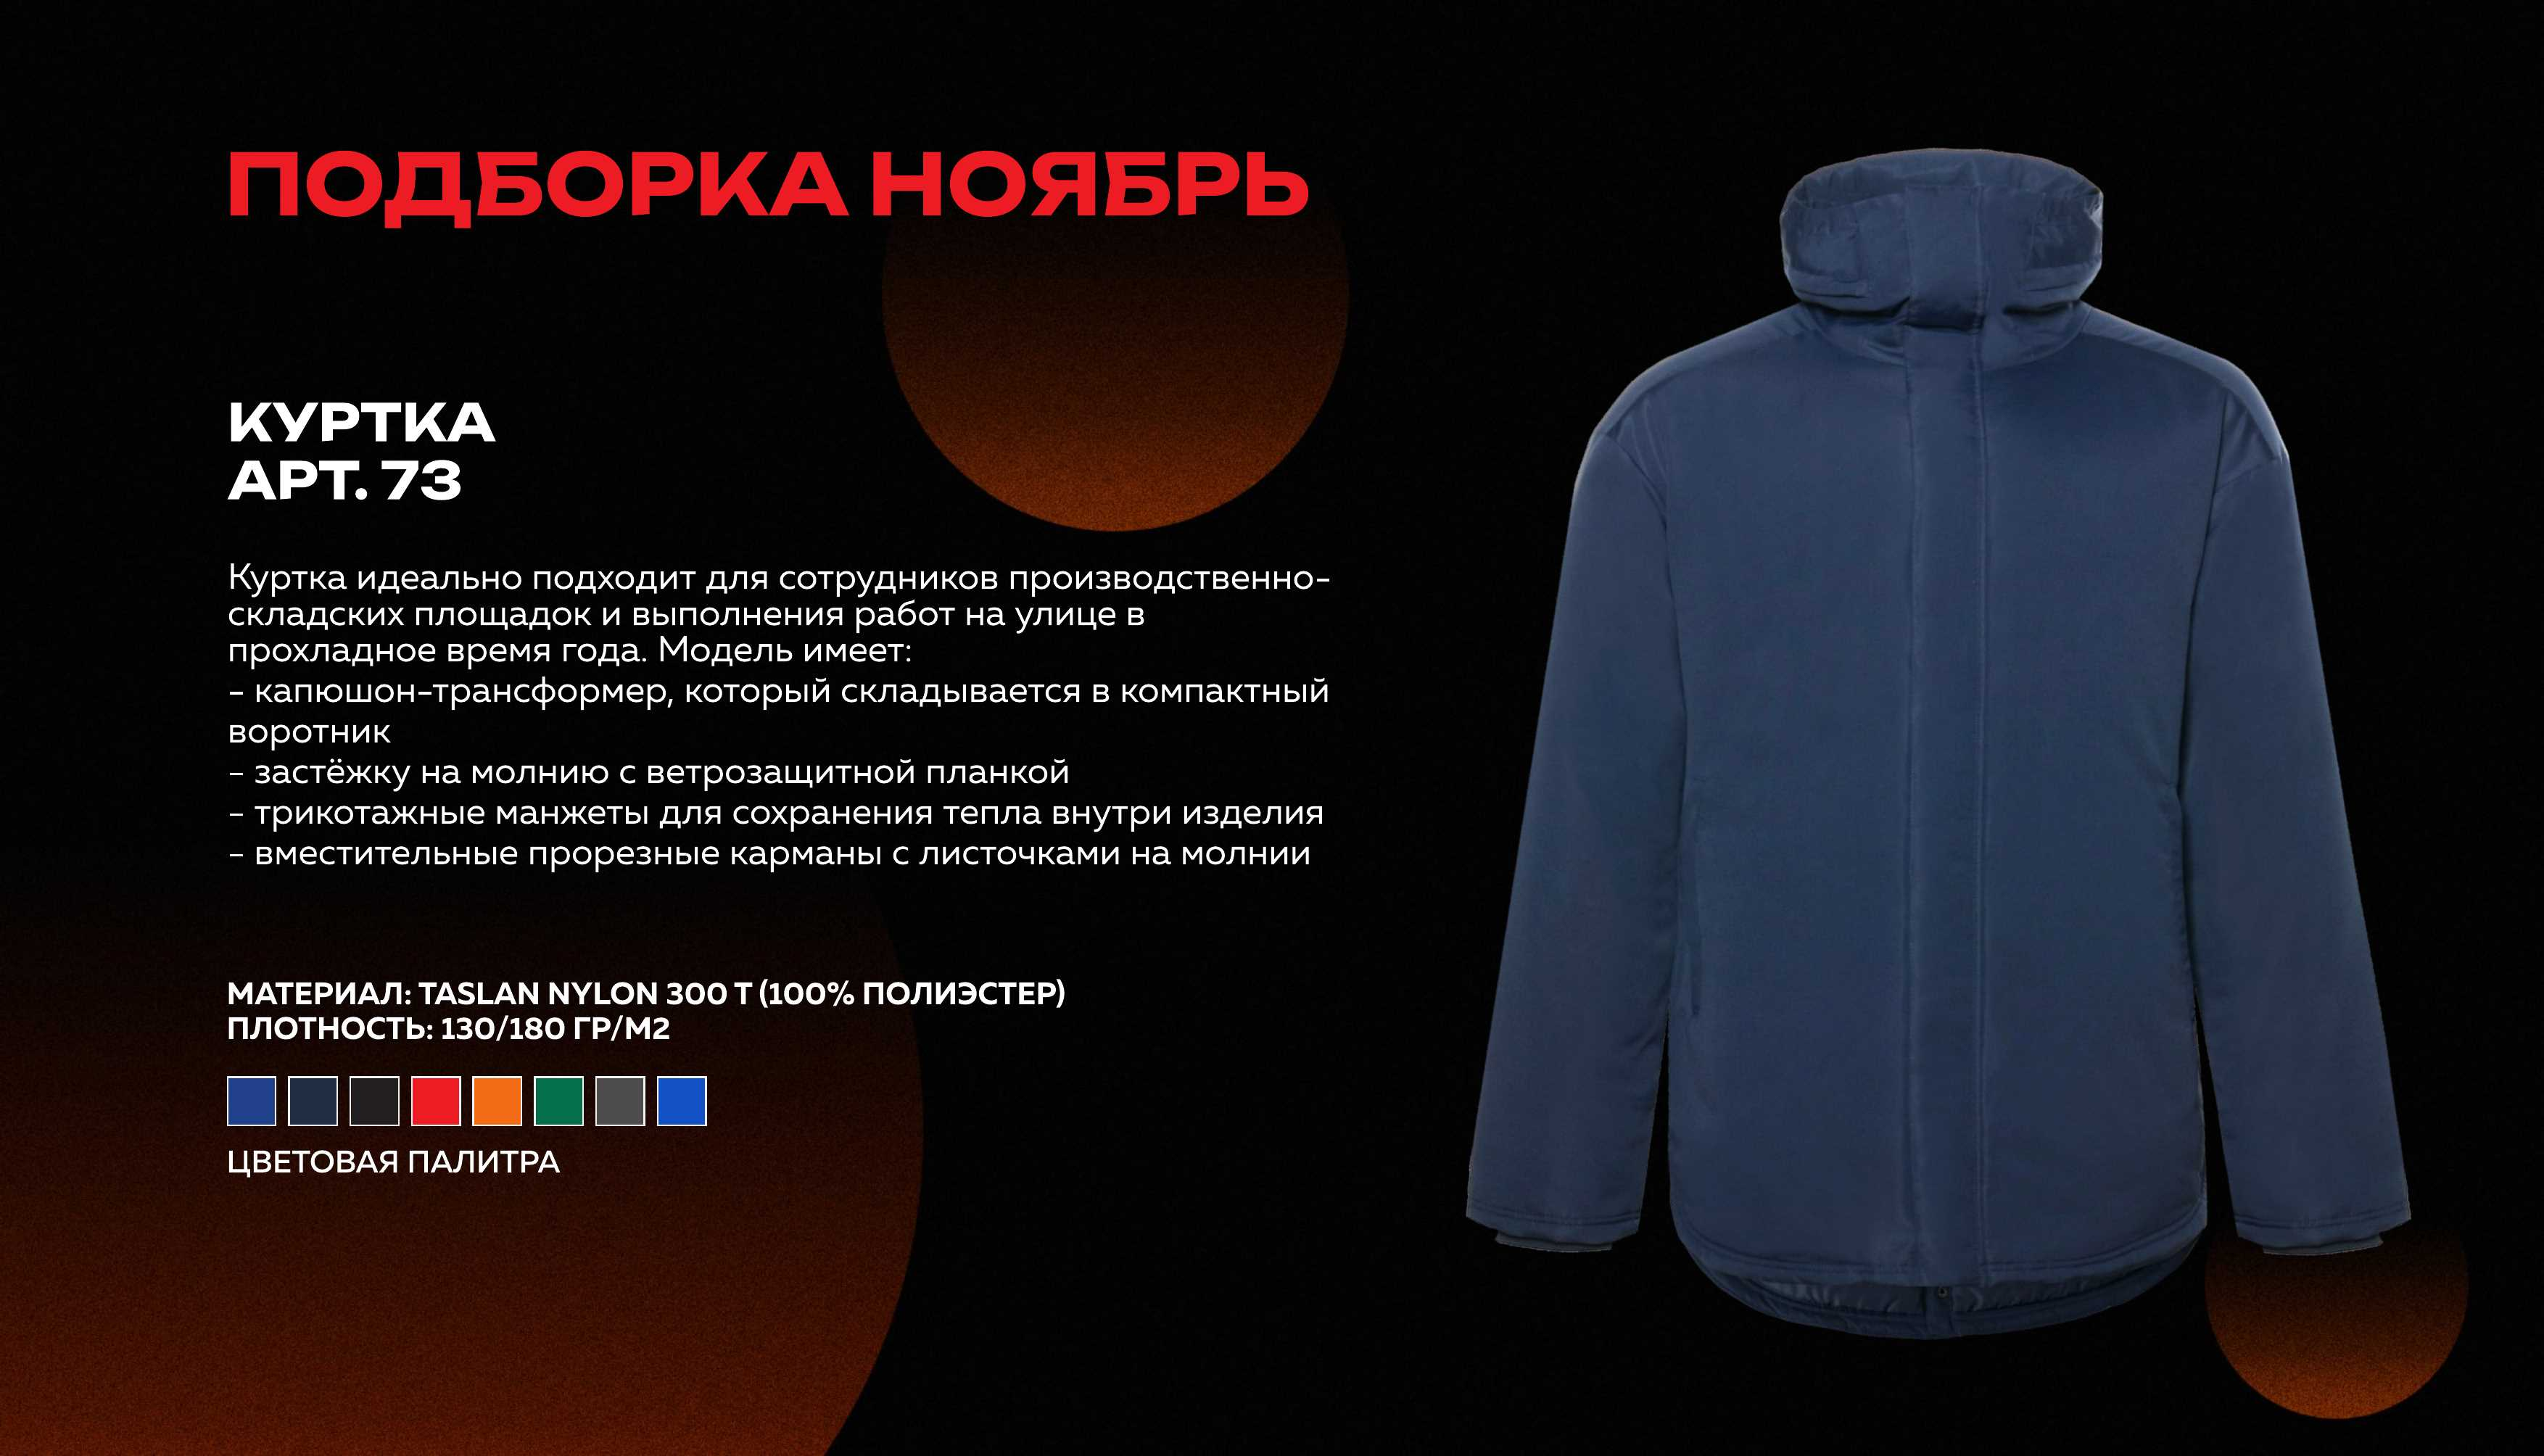 ПОДБОРКА НОЯБРЬ
КУРТКА
АРТ. 73
Куртка идеально подходит для сотрудников производственно-
складских площадок и выполнения работ на улице в
прохладное время года. Модель имеет:
- капюшон-трансформер, который складывается в компактный
воротник
- застёжку на молнию с ветрозащитной планкой
- трикотажные манжеты для сохранения тепла внутри изделия
- вместительные прорезные карманы с листочками на молнии
МАТЕРИАЛ: TASLAN NYLON 300 T (100% ПОЛИЭСТЕР)
ПЛОТНОСТЬ: 130/180 ГР/М2
ЦВЕТОВАЯ ПАЛИТРА